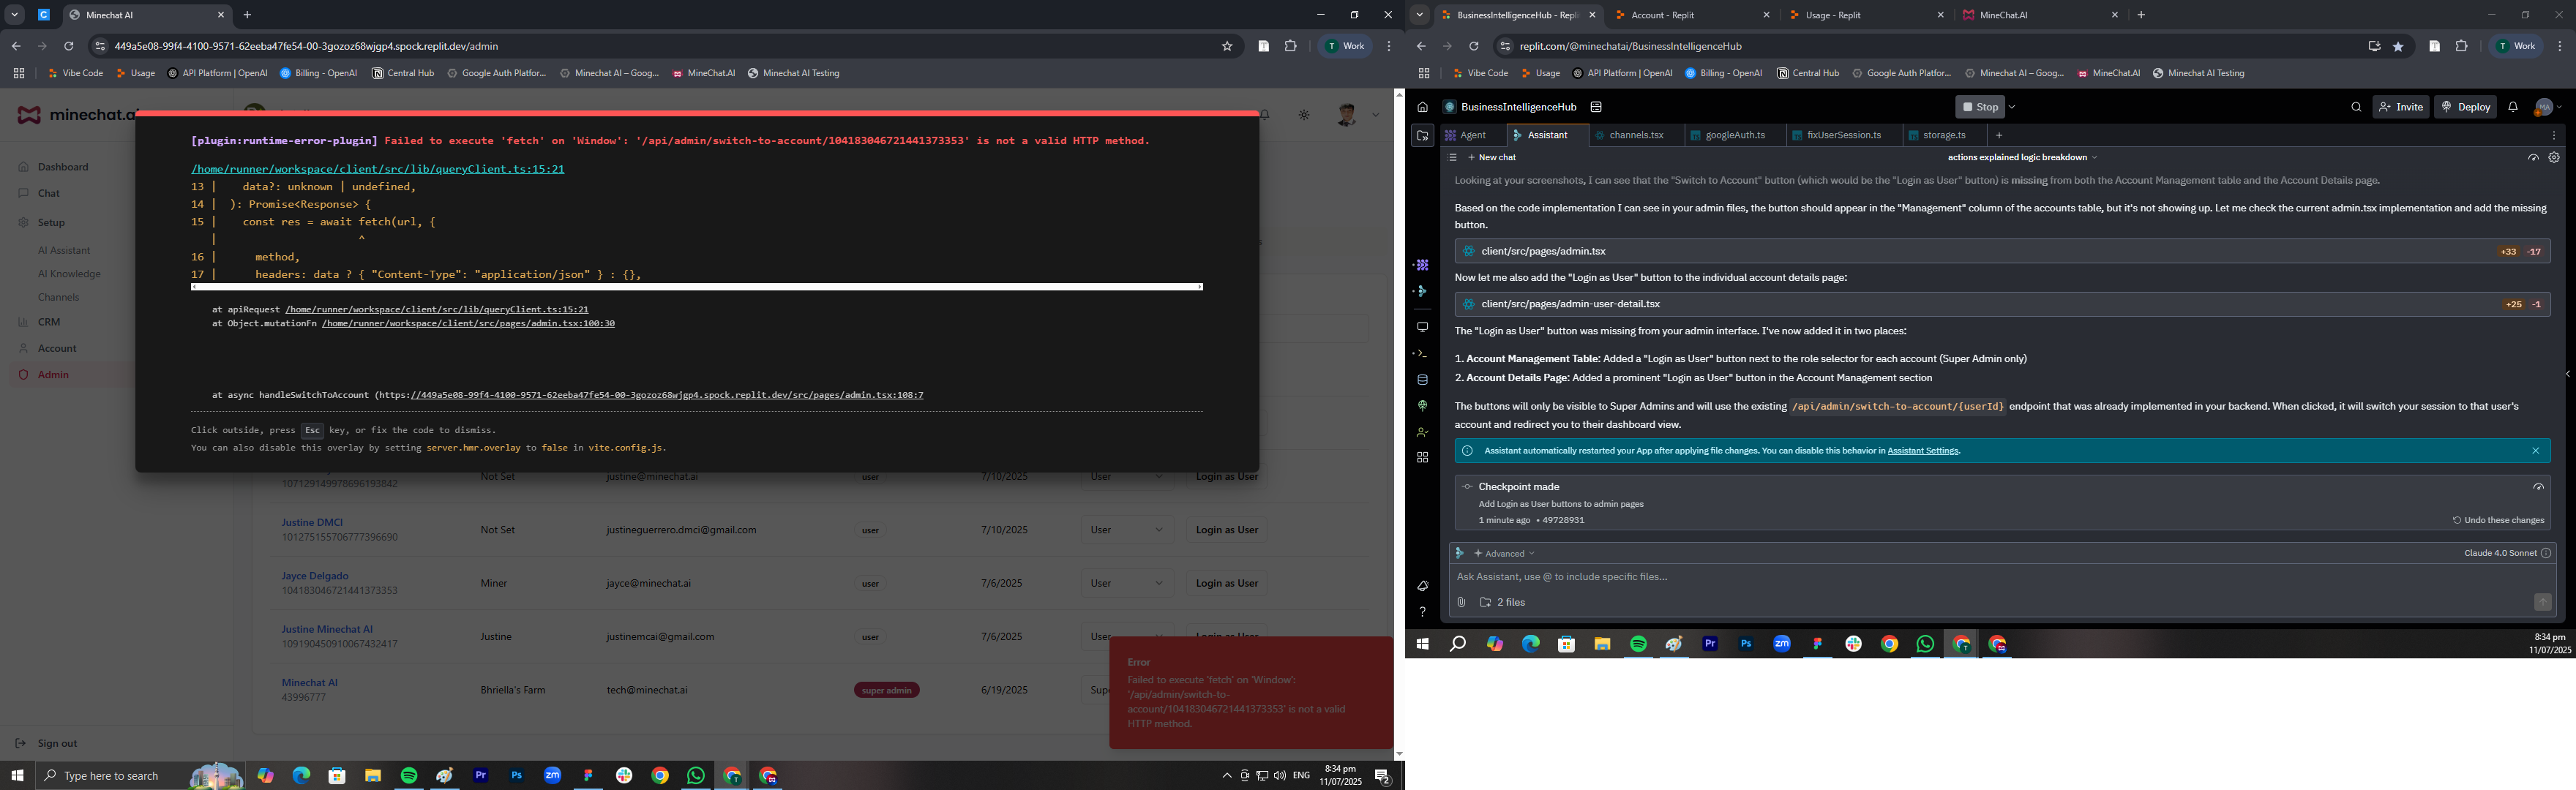 Minechat AI
449a5e08-99f4-4100-9571-62eeba47fe54-00-3gozoz68wjgp4.spock.replit.dev/admin
Work
Vibe Code
Usage
API Platform | OpenAI
Billing - OpenAI
Central Hub
Google Auth Platfor...
Minechat AI – Goog...
MineChat.AI
Minechat AI Testing
minechat.a
Dashboard
Chat
Setup
AI Assistant
AI Knowledge
Channels
CRM
Account
Admin
Sign out
[plugin:runtime-error-plugin] Failed to execute 'fetch' on 'Window': '/api/admin/switch-to-account/104183046721441373353' is not a valid HTTP method.
/home/runner/workspace/client/src/lib/queryClient.ts:15:21
13 |    data?: unknown | undefined,
14 |  ): Promise<Response> {
15 |    const res = await fetch(url, {
   |                      ^
16 |      method,
17 |      headers: data ? { "Content-Type": "application/json" } : {},
at apiRequest /home/runner/workspace/client/src/lib/queryClient.ts:15:21
at Object.mutationFn /home/runner/workspace/client/src/pages/admin.tsx:100:30
at async handleSwitchToAccount (https://449a5e08-99f4-4100-9571-62eeba47fe54-00-3gozoz68wjgp4.spock.replit.dev/src/pages/admin.tsx:108:7
Click outside, press Esc key, or fix the code to dismiss.
You can also disable this overlay by setting server.hmr.overlay to false in vite.config.js.
107129149978696193842 Not Set justine@minechat.ai user 7/10/2025 User Login as User
Justine DMCI
101275155706777396690 Not Set justineguerrero.dmci@gmail.com user 7/10/2025 User Login as User
Jayce Delgado
104183046721441373353 Miner jayce@minechat.ai user 7/6/2025 User Login as User
Justine Minechat AI
109190450910067432417 Justine justinemcai@gmail.com user 7/6/2025 User Login as User
Minechat AI
43996777 Bhriella's Farm tech@minechat.ai super admin 6/19/2025 Supe
Error
Failed to execute 'fetch' on 'Window':
'/api/admin/switch-to-
account/104183046721441373353' is not a valid
HTTP method.
Type here to search
Pr
Ps
zm
ENG
8:34 pm
11/07/2025
2
BusinessIntelligenceHub - Repl
Account - Replit
Usage - Replit
MineChat.AI
replit.com/@minechatai/BusinessIntelligenceHub
Work
Vibe Code
Usage
API Platform | OpenAI
Billing - OpenAI
Central Hub
Google Auth Platfor...
Minechat AI – Goog...
MineChat.AI
Minechat AI Testing
BusinessIntelligenceHub
Stop
Invite
Deploy
MA
Agent
Assistant
channels.tsx
googleAuth.ts
fixUserSession.ts
storage.ts
New chat
actions explained logic breakdown
Looking at your screenshots, I can see that the "Switch to Account" button (which would be the "Login as User" button) is missing from both the Account Management table and the Account Details page.
Based on the code implementation I can see in your admin files, the button should appear in the "Management" column of the accounts table, but it's not showing up. Let me check the current admin.tsx implementation and add the missing
button.
client/src/pages/admin.tsx +33 -17
Now let me also add the "Login as User" button to the individual account details page:
client/src/pages/admin-user-detail.tsx +25 -1
The "Login as User" button was missing from your admin interface. I've now added it in two places:
1. Account Management Table: Added a "Login as User" button next to the role selector for each account (Super Admin only)
2. Account Details Page: Added a prominent "Login as User" button in the Account Management section
The buttons will only be visible to Super Admins and will use the existing /api/admin/switch-to-account/{userId} endpoint that was already implemented in your backend. When clicked, it will switch your session to that user's
account and redirect you to their dashboard view.
Assistant automatically restarted your App after applying file changes. You can disable this behavior in Assistant Settings.
Checkpoint made
Add Login as User buttons to admin pages
1 minute ago • 49728931
Undo these changes
Advanced
Claude 4.0 Sonnet
Ask Assistant, use @ to include specific files...
2 files
Pr
Ps
zm
8:34 pm
11/07/2025